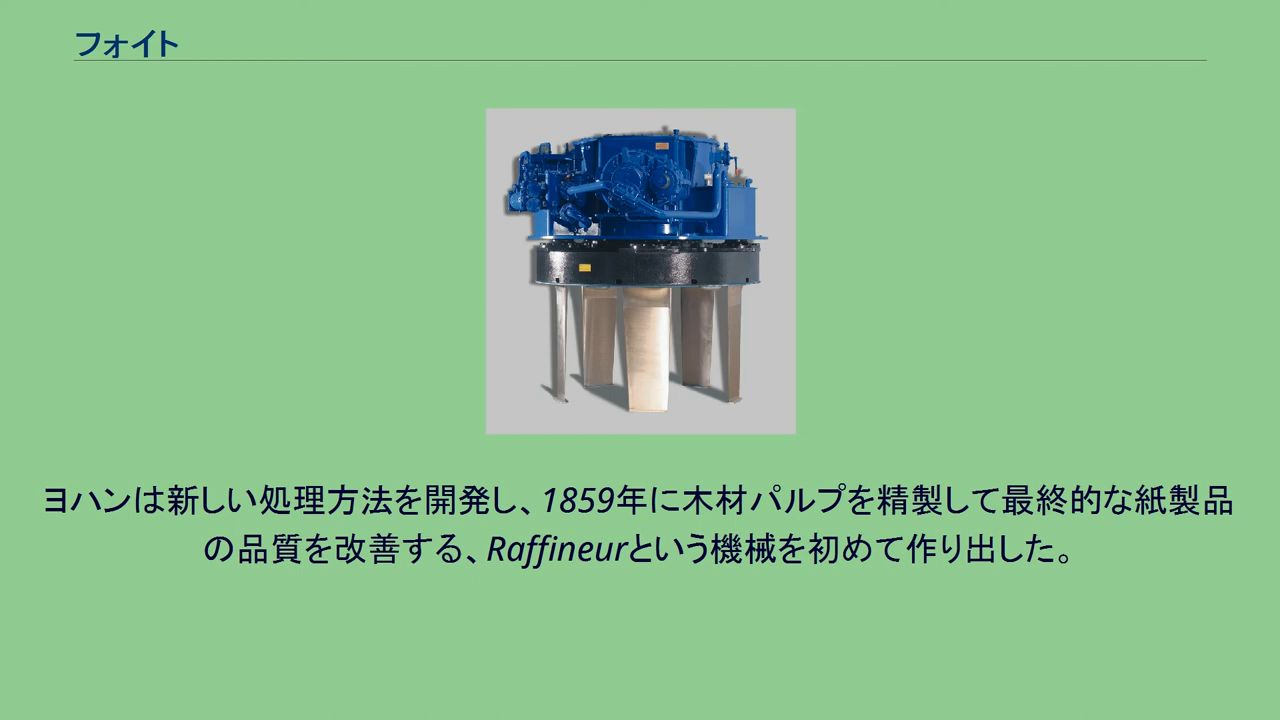 フォイト
ヨハンは新しい処理方法を開発し、1859年に木材パルプを精製して最終的な紙製品
の品質を改善する、Raffineurという機械を初めて作り出した。